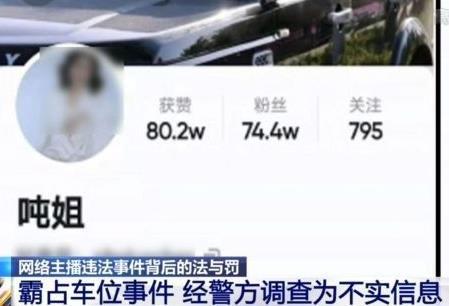 获赞 粉丝 关注
80.2w 74.4w 795
吨姐
网络主播违法事件背后的法与罚
霸占车位事件 经警方调查为不实信息